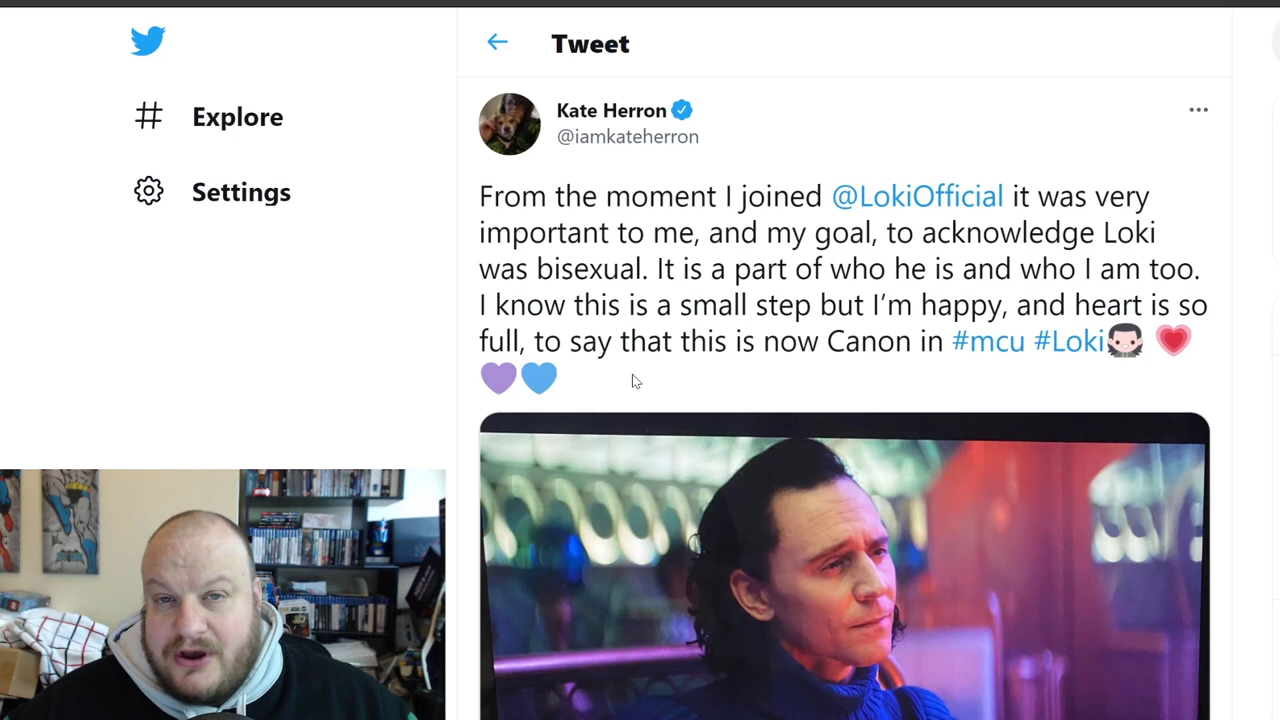 Tweet
Explore
Settings
Kate Herron
@iamkateherron
From the moment I joined @LokiOfficial it was very
important to me, and my goal, to acknowledge Loki
was bisexual. It is a part of who he is and who I am too.
I know this is a small step but I’m happy, and heart is so
full, to say that this is now Canon in #mcu #Loki